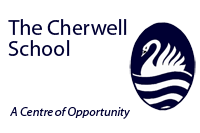 The Cherwell
School
A Centre of Opportunity